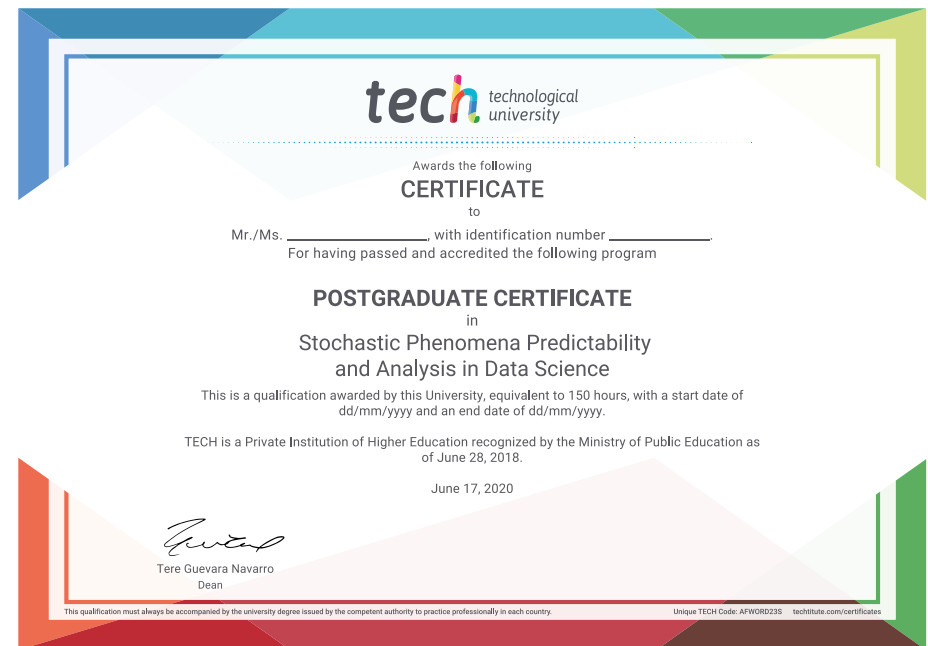 tech technological
university
Awards the following
CERTIFICATE
to
Mr./Ms. ____________________, with identification number ______________.
For having passed and accredited the following program
POSTGRADUATE CERTIFICATE
in
Stochastic Phenomena Predictability
and Analysis in Data Science
This is a qualification awarded by this University, equivalent to 150 hours, with a start date of
dd/mm/yyyy and an end date of dd/mm/yyyy.
TECH is a Private Institution of Higher Education recognized by the Ministry of Public Education as
of June 28, 2018.
June 17, 2020
Tere Guevara Navarro
Dean
This qualification must always be accompanied by the university degree issued by the competent authority to practice professionally in each country.
Unique TECH Code: AFWORD23S techtitute.com/certificates